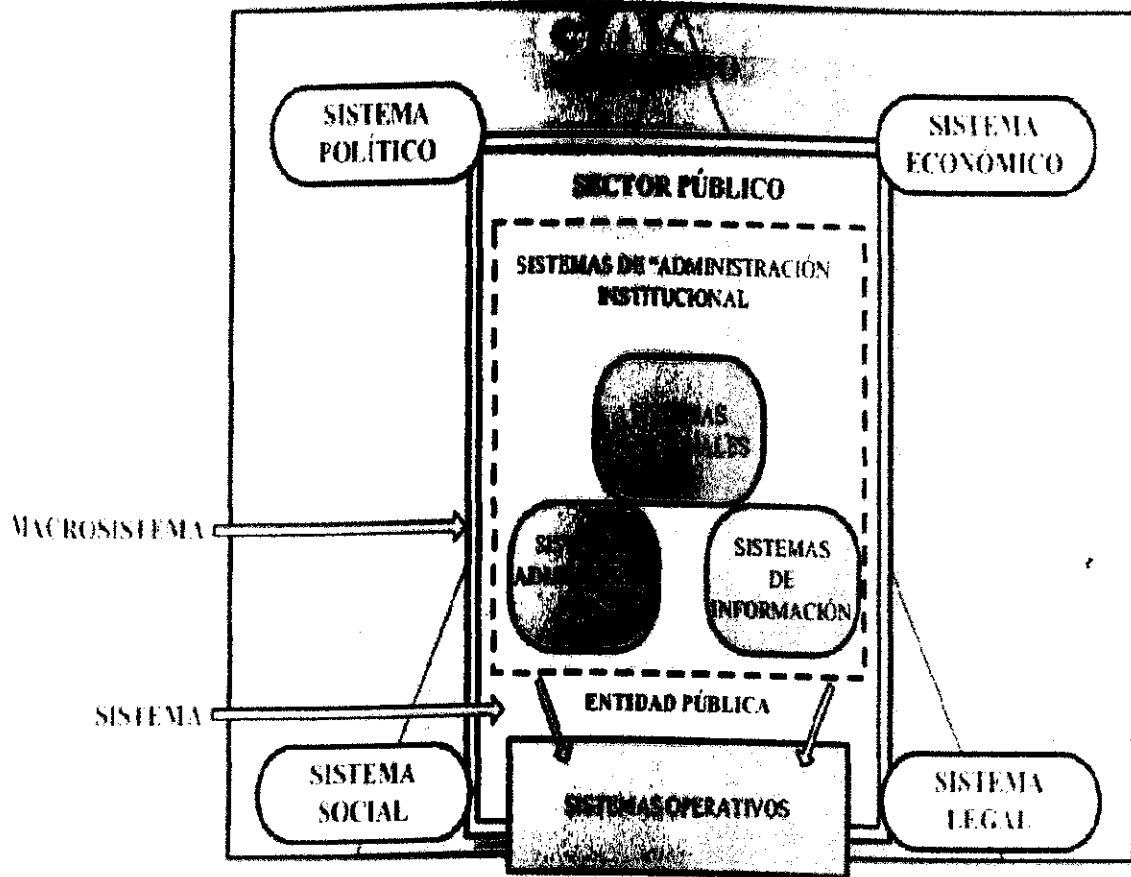 SISTEMA
POLÍTICO
SISTEMA
ECONÓMICO
SECTOR PÚBLICO
SISTEMAS DE "ADMINISTRACIÓN
INSTITUCIONAL
SISTEMAS
DE
INFORMACIÓN
MACROSISTEMA
SISTEMA
ENTIDAD PÚBLICA
SISTEMA
SOCIAL
SISTEMAS OPERATIVOS
SISTEMA
LEGAL